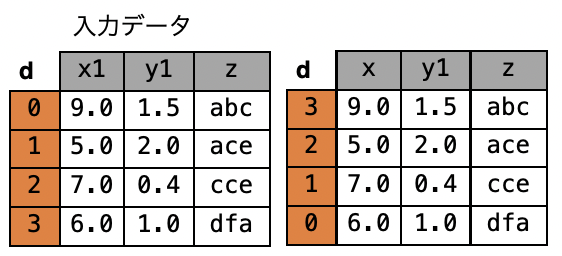 入力データ
d x1 y1 z
0 9.0 1.5 abc
1 5.0 2.0 ace
2 7.0 0.4 cce
3 6.0 1.0 dfa
d x y1 z
3 9.0 1.5 abc
2 5.0 2.0 ace
1 7.0 0.4 cce
0 6.0 1.0 dfa